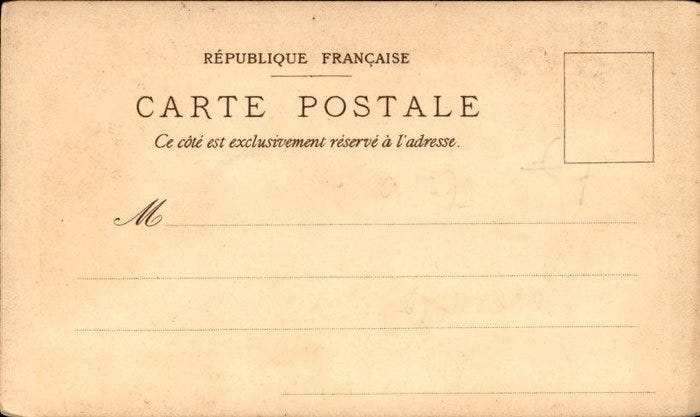 RÉPUBLIQUE FRANÇAISE
CARTE POSTALE
Ce côté est exclusivement réservé à l'adresse.
M